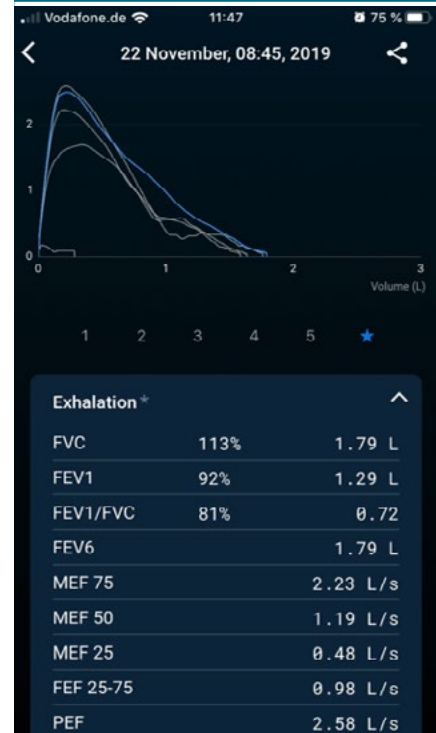 Vodafone.de 11:47 75 %
22 November, 08:45, 2019
2
1
0
0 1 2 3
Volume (L)
1 2 3 4 5
Exhalation *
FVC 113% 1.79 L
FEV1 92% 1.29 L
FEV1/FVC 81% 0.72
FEV6 1.79 L
MEF 75 2.23 L/s
MEF 50 1.19 L/s
MEF 25 0.48 L/s
FEF 25-75 0.98 L/s
PEF 2.58 L/s